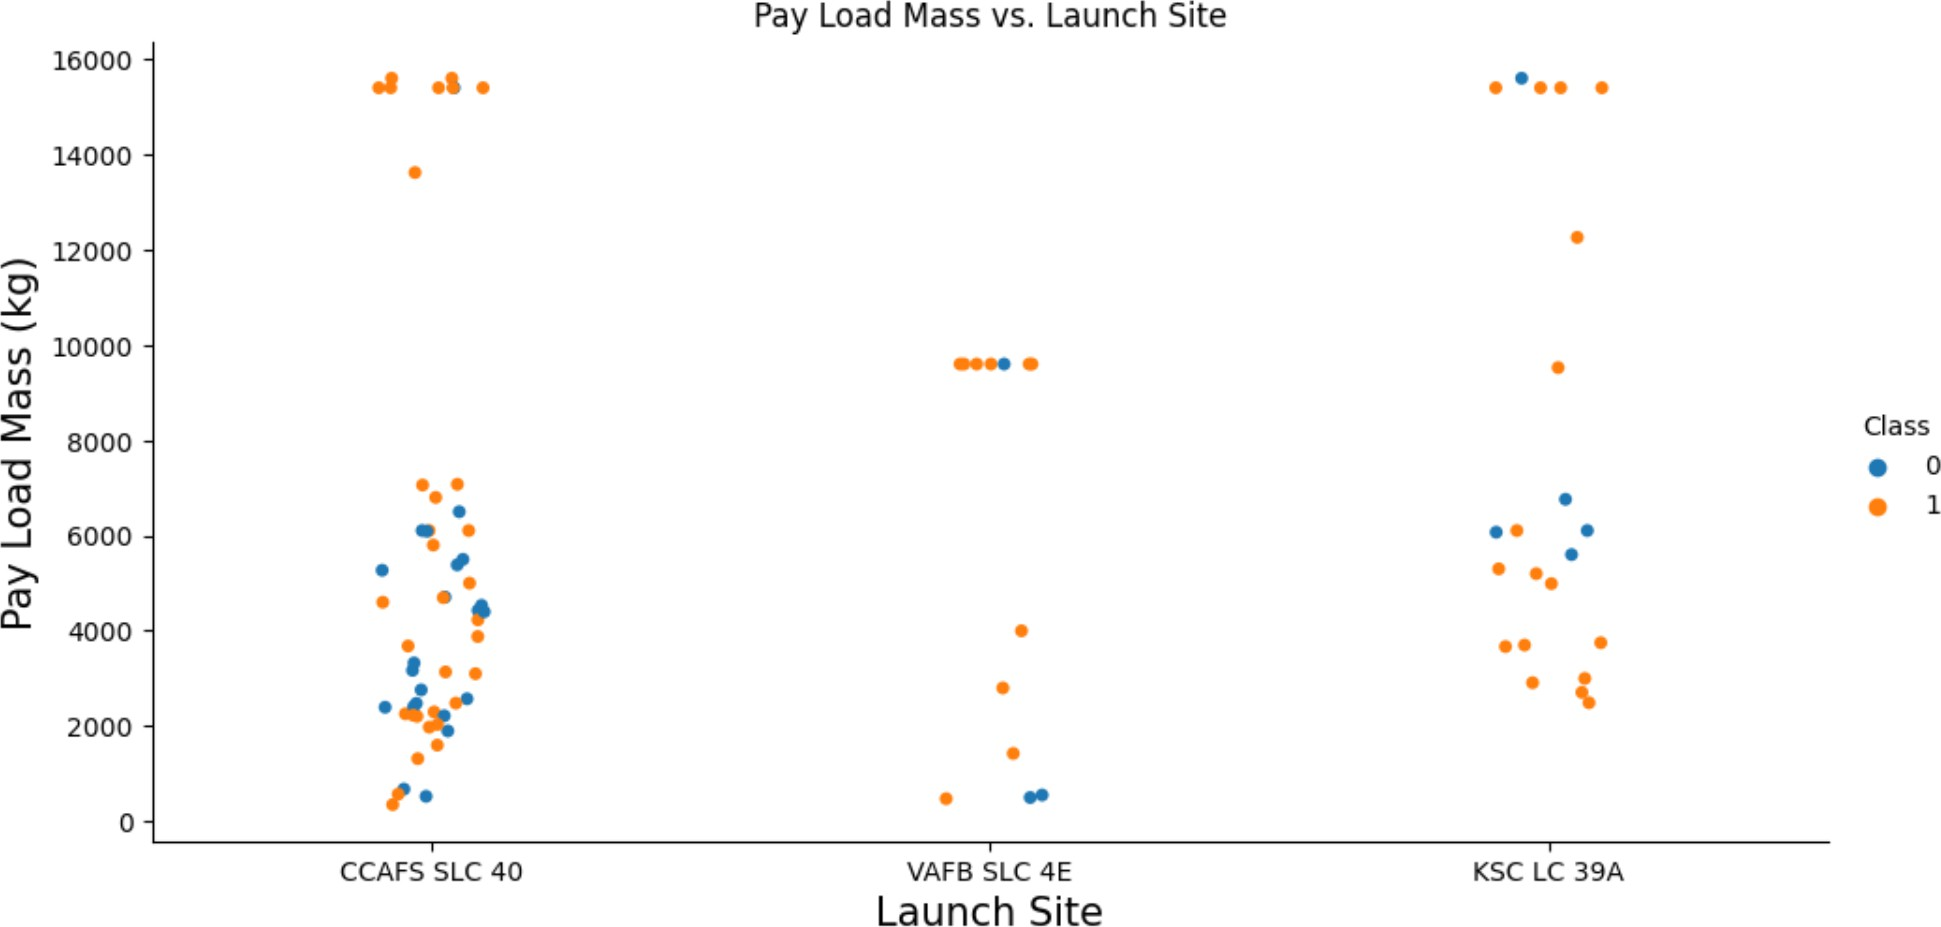 Pay Load Mass vs. Launch Site
Pay Load Mass (kg)
16000
14000
12000
10000
8000
6000
4000
2000
0
CCAFS SLC 40
VAFB SLC 4E
KSC LC 39A
Launch Site
Class
0
1